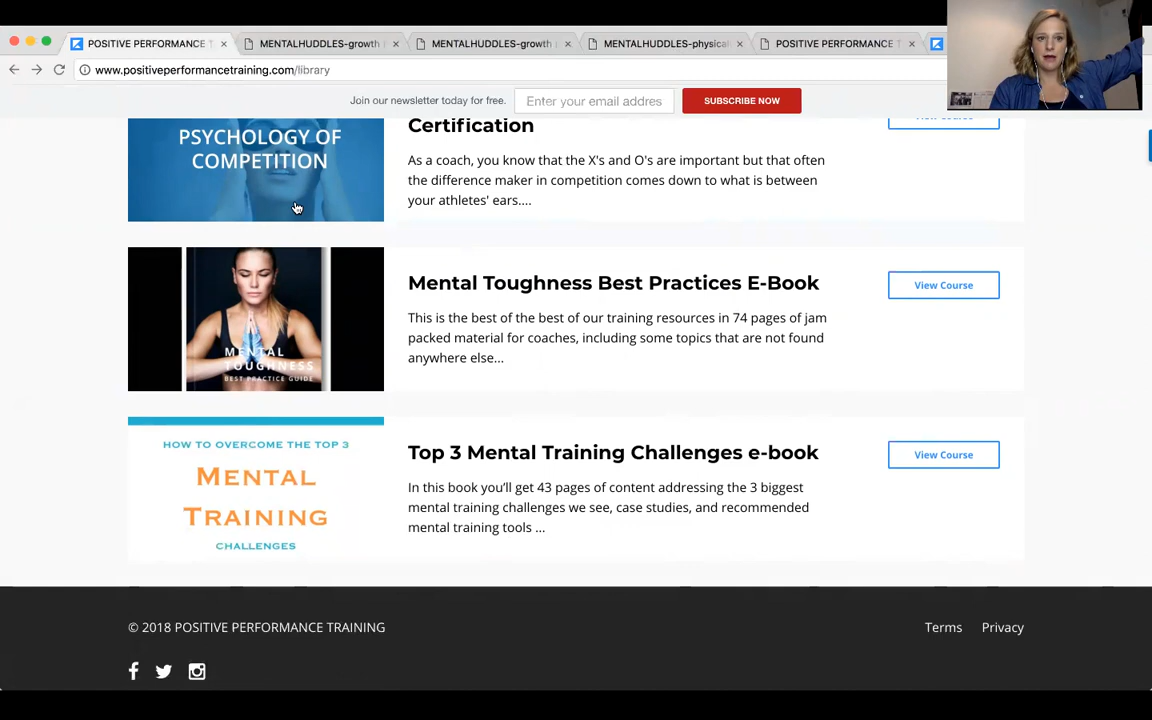 POSITIVE PERFORMANCE T
MENTALHUDDLES-growth
MENTALHUDDLES-growth
MENTALHUDDLES-physica
POSITIVE PERFORMANCE T
www.positiveperformancetraining.com/library
Join our newsletter today for free.
Enter your email addres
SUBSCRIBE NOW
PSYCHOLOGY OF
COMPETITION
Certification
As a coach, you know that the X's and O's are important but that often
the difference maker in competition comes down to what is between
your athletes' ears....
View Course
MENTAL
TOUGHNESS
BEST PRACTICE GUIDE
Mental Toughness Best Practices E-Book
This is the best of the best of our training resources in 74 pages of jam
packed material for coaches, including some topics that are not found
anywhere else...
View Course
HOW TO OVERCOME THE TOP 3
MENTAL
TRAINING
CHALLENGES
Top 3 Mental Training Challenges e-book
In this book you'll get 43 pages of content addressing the 3 biggest
mental training challenges we see, case studies, and recommended
mental training tools ...
View Course
© 2018 POSITIVE PERFORMANCE TRAINING
Terms
Privacy